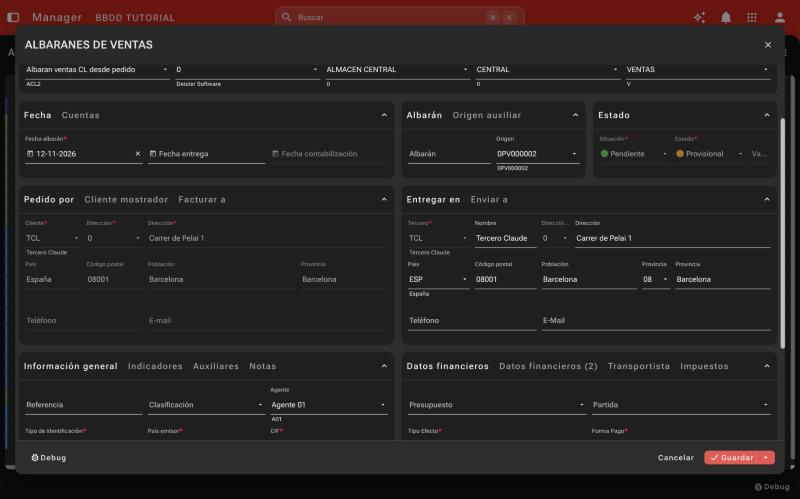 Manager BBDD TUTORIAL Buscar ⌘ K
ALBARANES DE VENTAS
Albaran ventas CL desde pedido 0 ALMACEN CENTRAL CENTRAL VENTAS
ACL2 Deister Software 0 0 V
Fecha Cuentas Albarán Origen auxiliar Estado
Fecha albarán* Origen Situación* Estado*
12-11-2026 Fecha entrega Fecha contabilización Albarán 0PV000002 Pendiente Provisional Va...
0PV000002
Pedido por Cliente mostrador Facturar a Entregar en Enviar a
Cliente* Dirección* Dirección* Tercero* Nombre Direcció... Dirección
TCL 0 Carrer de Pelai 1 TCL Tercero Claude 0 Carrer de Pelai 1
Tercero Claude Tercero Claude
País Código postal Población Provincia País Código postal Población Provincia Provincia
España 08001 Barcelona Barcelona ESP 08001 Barcelona 08 Barcelona
España
Teléfono E-mail Teléfono E-Mail
Información general Indicadores Auxiliares Notas Datos financieros Datos financieros (2) Transportista Impuestos
Agente
Referencia Clasificación Agente 01 Presupuesto Partida
A01
Tipo de identificación* País emisor* CIF* Tipo Efecto* Forma Pago*
Debug Cancelar Guardar
Debug